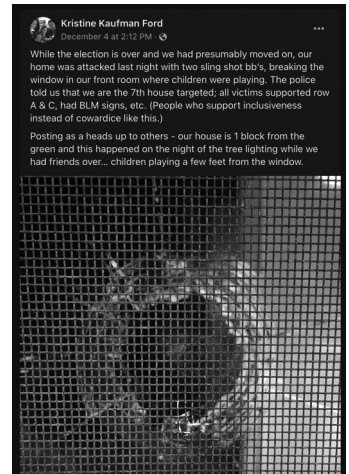 Kristine Kaufman Ford
December 4 at 2:12 PM ·
While the election is over and we had presumably moved on, our
home was attacked last night with two sling shot bb's, breaking the
window in our front room where children were playing. The police
told us that we are the 7th house targeted; all victims supported row
A & C, had BLM signs, etc. (People who support inclusiveness
instead of cowardice like this.)
Posting as a heads up to others - our house is 1 block from the
green and this happened on the night of the tree lighting while we
had friends over... children playing a few feet from the window.